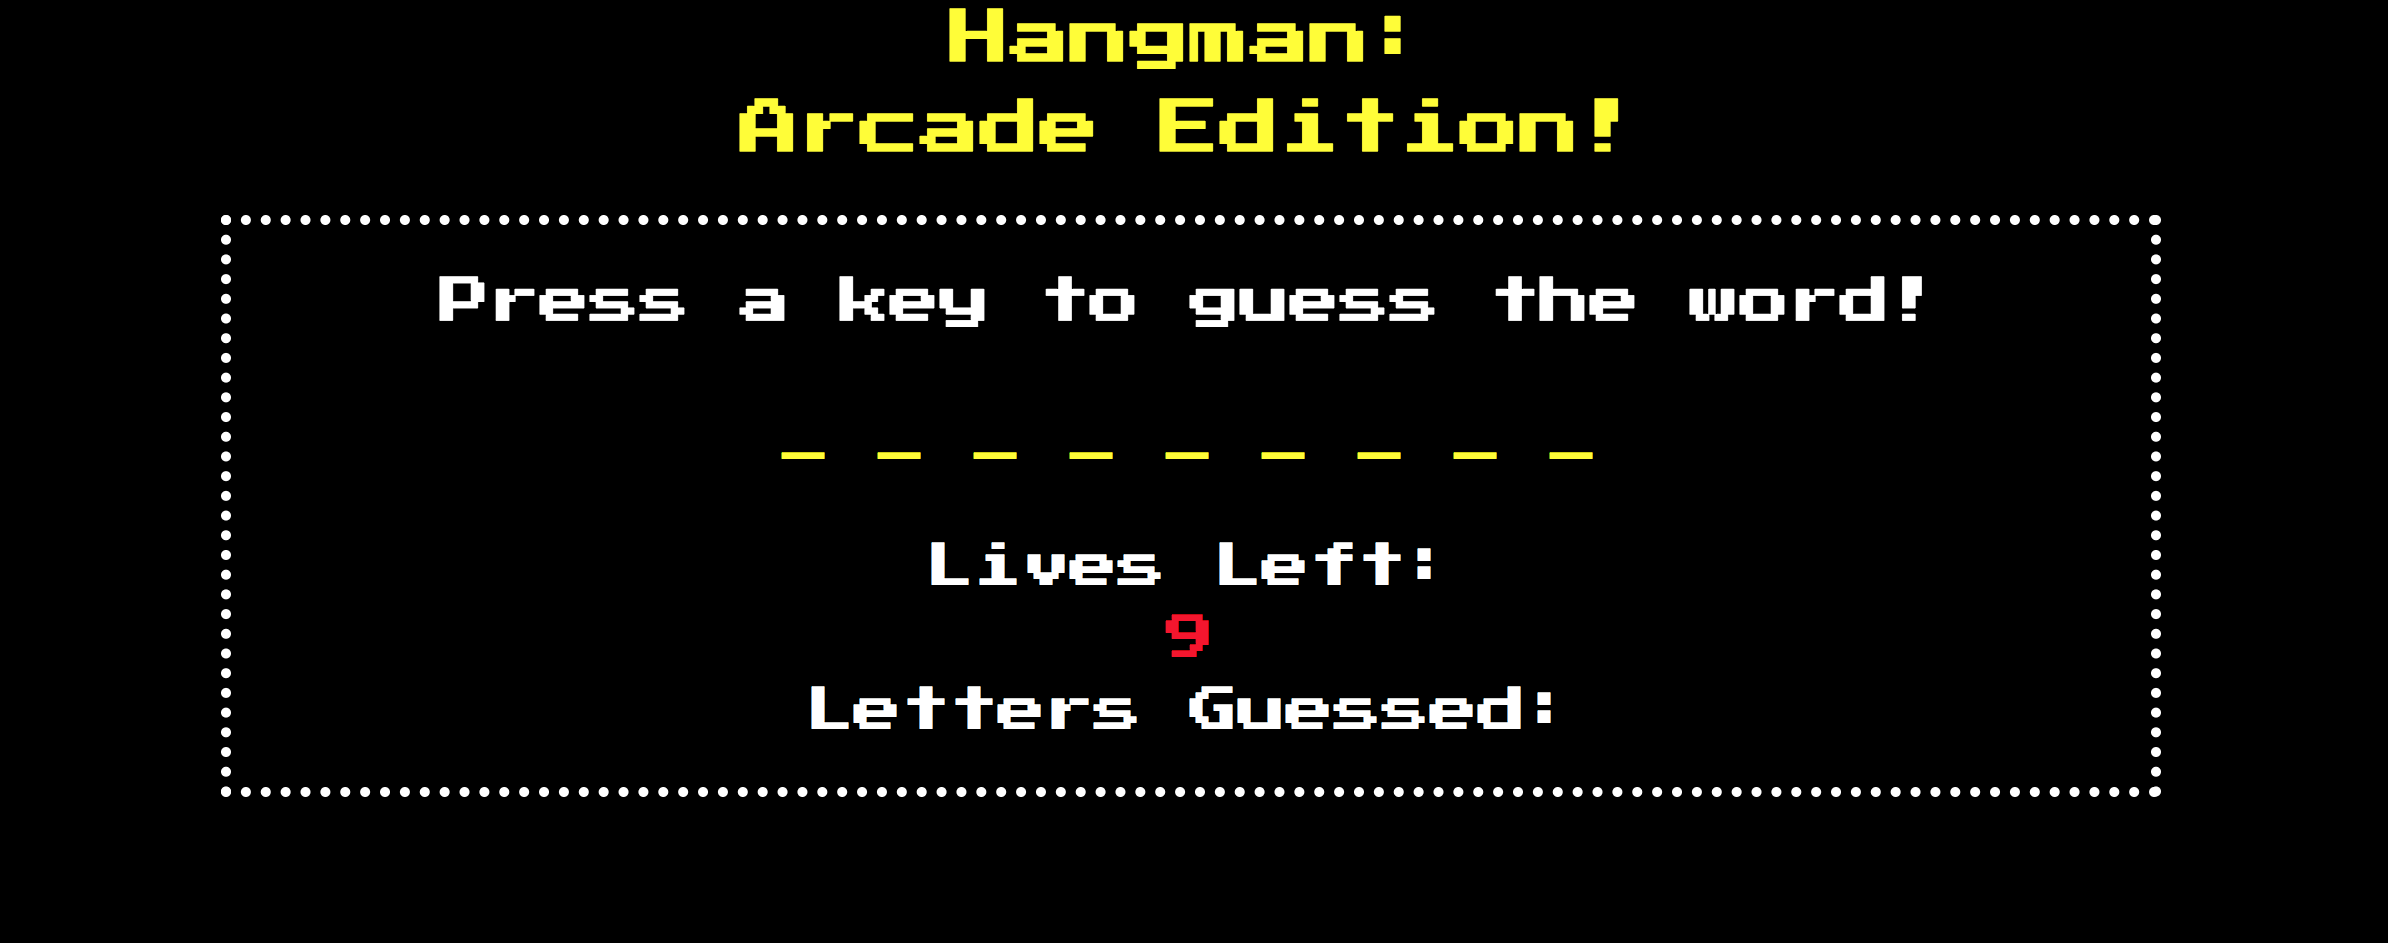 Hangman:
Arcade Edition!
Press a key to guess the word!
_ _ _ _ _ _ _ _ _
Lives Left:
9
Letters Guessed: